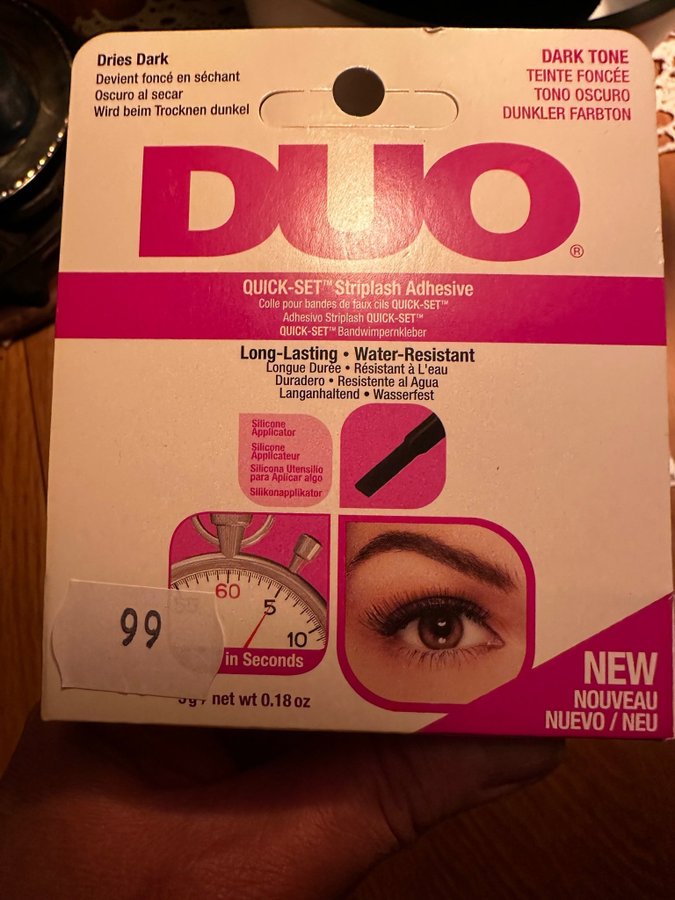 Dries Dark
Devient foncé en séchant
Oscuro al secar
Wird beim Trocknen dunkel
DARK TONE
TEINTE FONCÉE
TONO OSCURO
DUNKLER FARBTON
DUO®
QUICK-SET™ Striplash Adhesive
Colle pour bandes de faux cils QUICK-SET™
Adhesivo Striplash QUICK-SET™
QUICK-SET™ Bandwimpernkleber
Long-Lasting • Water-Resistant
Longue Durée • Résistant à L'eau
Duradero • Resistente al Agua
Langanhaltend • Wasserfest
Silicone
Applicator
Silicone
Applicateur
Silicona Utensilio
para Aplicar algo
Silikonapplikator
60
5
10
in Seconds
99
net wt 0.18 oz
NEW
NOUVEAU
NUEVO / NEU